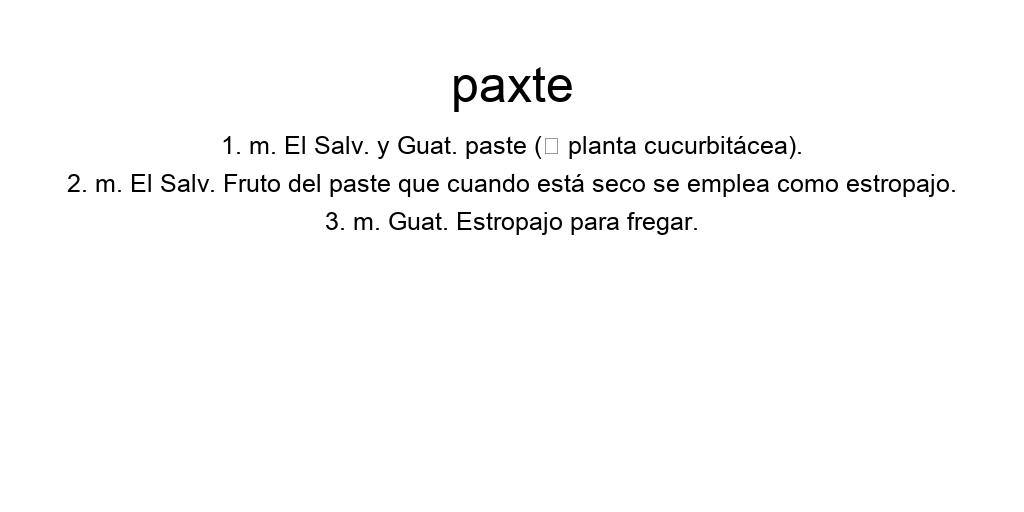 paxte
1. m. El Salv. y Guat. paste (□ planta cucurbitácea).
2. m. El Salv. Fruto del paste que cuando está seco se emplea como estropajo.
3. m. Guat. Estropajo para fregar.